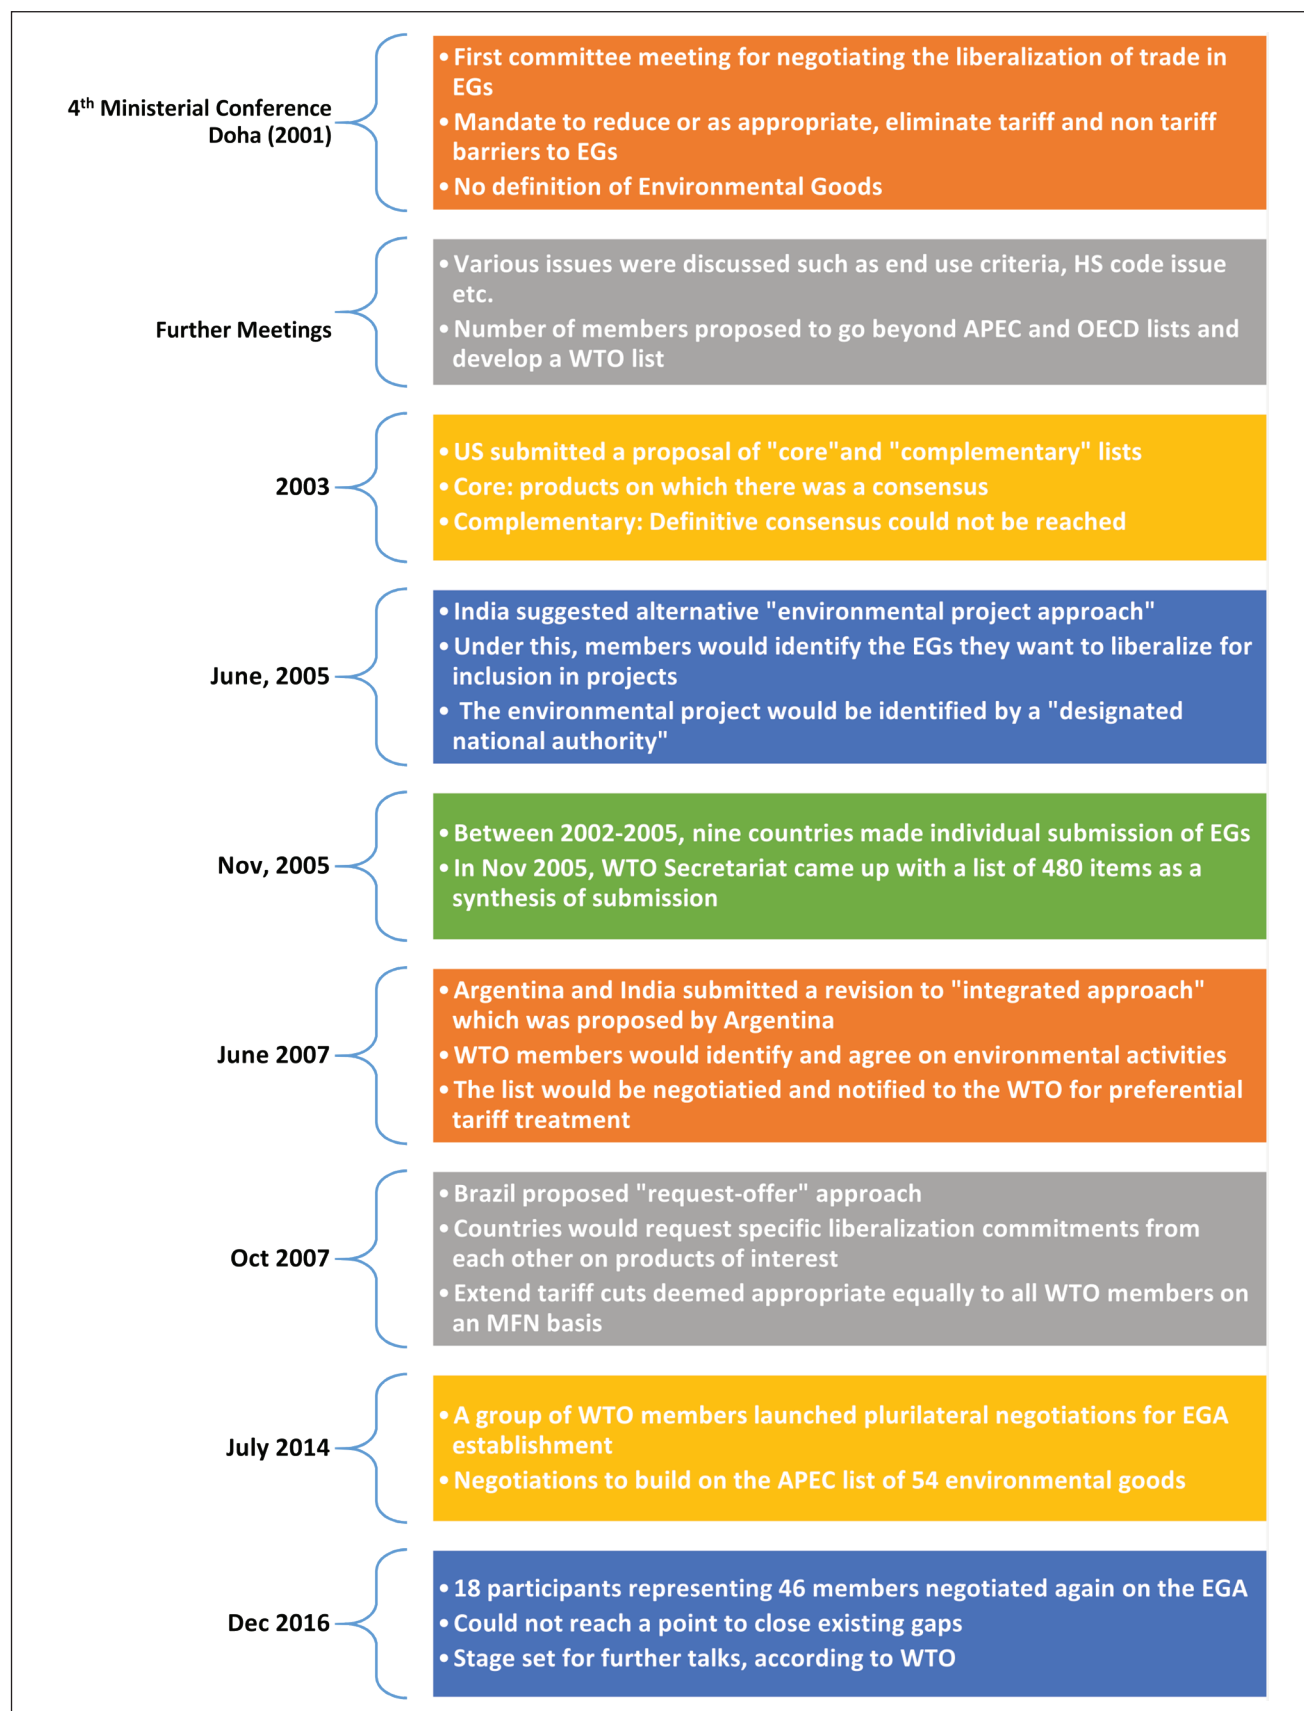 4th Ministerial Conference
Doha (2001)
• First committee meeting for negotiating the liberalization of trade in
EGs
• Mandate to reduce or as appropriate, eliminate tariff and non tariff
barriers to EGs
• No definition of Environmental Goods
Further Meetings
• Various issues were discussed such as end use criteria, HS code issue
etc.
• Number of members proposed to go beyond APEC and OECD lists and
develop a WTO list
2003
• US submitted a proposal of "core"and "complementary" lists
• Core: products on which there was a consensus
• Complementary: Definitive consensus could not be reached
June, 2005
• India suggested alternative "environmental project approach"
• Under this, members would identify the EGs they want to liberalize for
inclusion in projects
• The environmental project would be identified by a "designated
national authority"
Nov, 2005
• Between 2002-2005, nine countries made individual submission of EGs
• In Nov 2005, WTO Secretariat came up with a list of 480 items as a
synthesis of submission
June 2007
• Argentina and India submitted a revision to "integrated approach"
which was proposed by Argentina
• WTO members would identify and agree on environmental activities
• The list would be negotiatied and notified to the WTO for preferential
tariff treatment
Oct 2007
• Brazil proposed "request-offer" approach
• Countries would request specific liberalization commitments from
each other on products of interest
• Extend tariff cuts deemed appropriate equally to all WTO members on
an MFN basis
July 2014
• A group of WTO members launched plurilateral negotiations for EGA
establishment
• Negotiations to build on the APEC list of 54 environmental goods
Dec 2016
• 18 participants representing 46 members negotiated again on the EGA
• Could not reach a point to close existing gaps
• Stage set for further talks, according to WTO